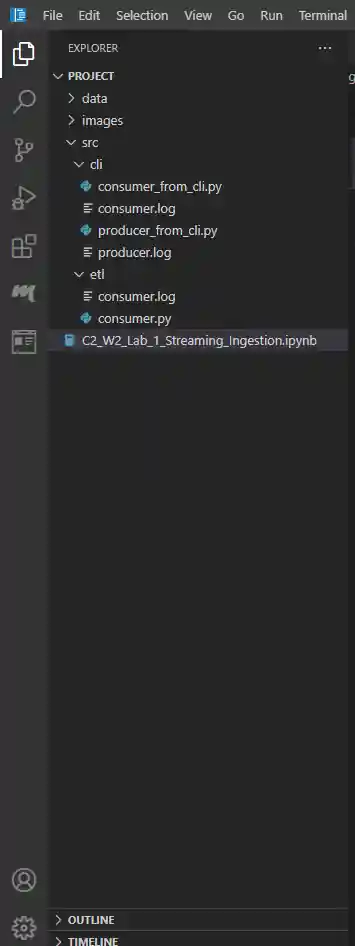 File Edit Selection View Go Run Terminal
EXPLORER
PROJECT
data
images
src
cli
consumer_from_cli.py
consumer.log
producer_from_cli.py
producer.log
etl
consumer.log
consumer.py
C2_W2_Lab_1_Streaming_Ingestion.ipynb
OUTLINE
TIMELINE